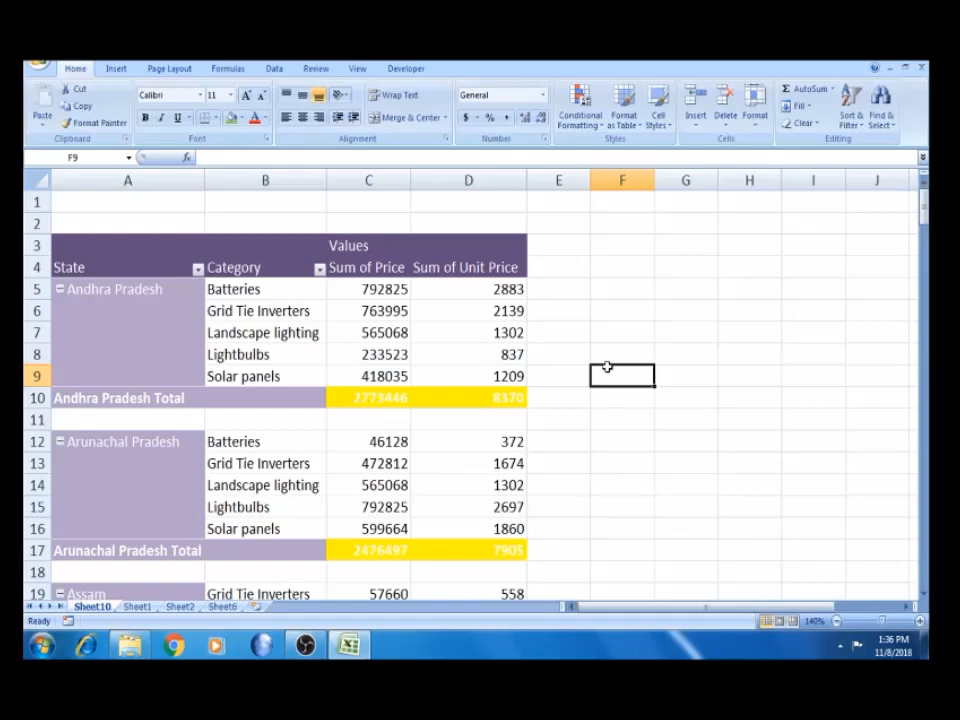 Home Insert Page Layout Formulas Data Review View Developer
Paste Cut Calibri 11 A A Wrap Text General Conditional Formatting Format as Table Cell Styles Insert Delete Format Σ AutoSum Sort & Filter Find & Select
Copy Fill
Format Painter B I U A Merge & Center $ % , Clear
Clipboard Font Alignment Number Styles Cells Editing
F9 fx
A B C D E F G H I J
1
2
3 Values
4 State Category Sum of Price Sum of Unit Price
5 Andhra Pradesh Batteries 792825 2883
6 Grid Tie Inverters 763995 2139
7 Landscape lighting 565068 1302
8 Lightbulbs 233523 837
9 Solar panels 418035 1209
10 Andhra Pradesh Total 2773446 8370
11
12 Arunachal Pradesh Batteries 46128 372
13 Grid Tie Inverters 472812 1674
14 Landscape lighting 565068 1302
15 Lightbulbs 792825 2697
16 Solar panels 599664 1860
17 Arunachal Pradesh Total 2476497 7905
18
19 Assam Grid Tie Inverters 57660 558
Sheet10 Sheet1 Sheet2 Sheet6
Ready 140%
1:36 PM
11/8/2018